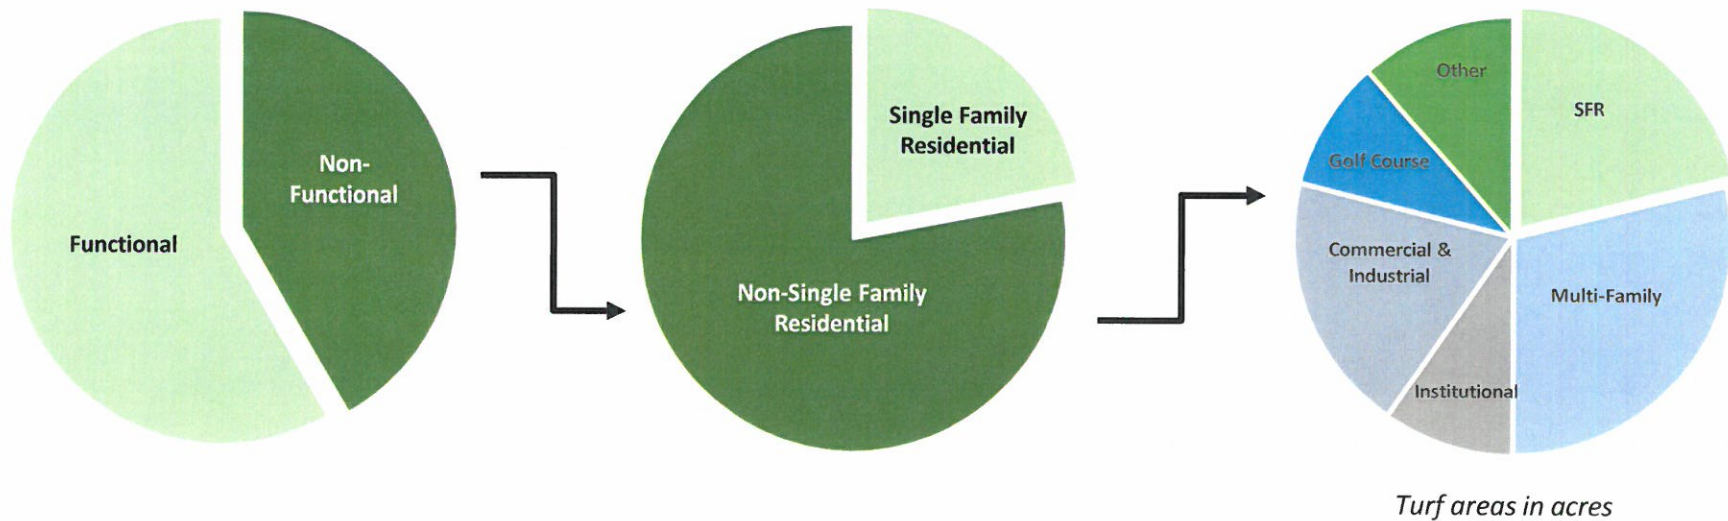 Functional
Non-
Functional
Single Family
Residential
Non-Single Family
Residential
Other
SFR
Golf Course
Commercial &
Industrial
Multi-Family
Institutional
Turf areas in acres